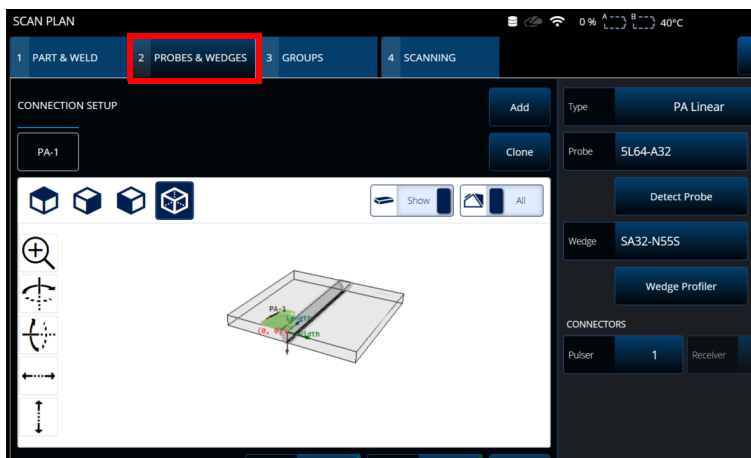 SCAN PLAN
0 % A B 40°C
1 PART & WELD 2 PROBES & WEDGES 3 GROUPS 4 SCANNING
CONNECTION SETUP
Add
PA-1
Clone
Show
All
PA-1
Length
(0, 0)
Width
Type PA Linear
Probe 5L64-A32
Detect Probe
Wedge SA32-N55S
Wedge Profiler
CONNECTORS
Pulser 1 Receiver